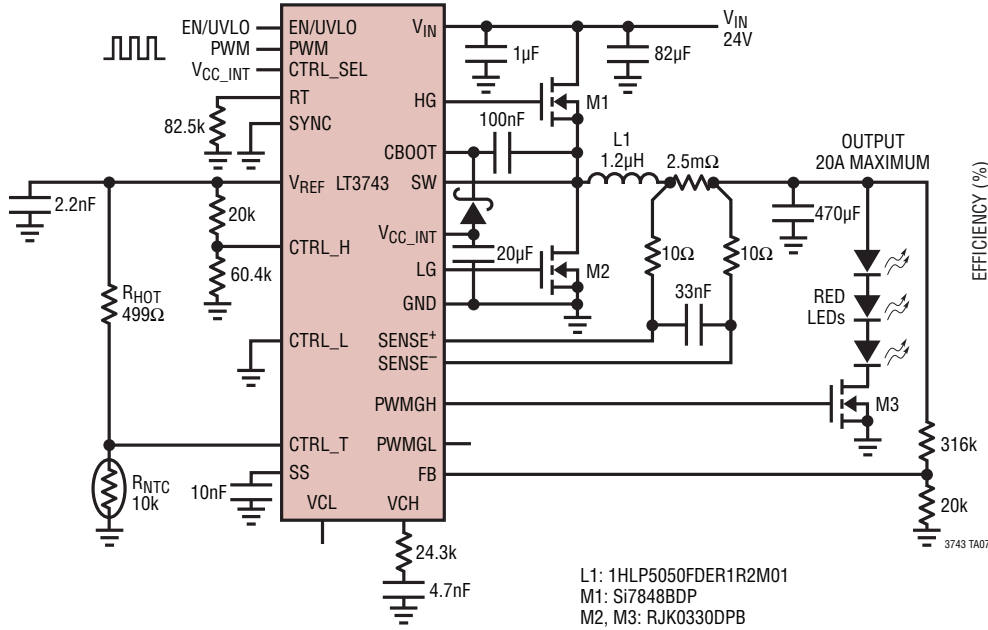 EN/UVLO
PWM
VCC_INT
82.5k
2.2nF
20k
60.4k
RHOT
499Ω
RNTC
10k
10nF
EN/UVLO
PWM
CTRL_SEL
RT
SYNC
VREF LT3743
CTRL_H
CTRL_L
CTRL_T
SS
VCL
VCH
VIN
HG
CBOOT
SW
VCC_INT
LG
GND
SENSE+
SENSE−
PWMGH
PWMGL
FB
24.3k
4.7nF
1µF
82µF
VIN
24V
M1
100nF
20µF
M2
L1
1.2µH
2.5mΩ
10Ω
10Ω
33nF
OUTPUT
20A MAXIMUM
470µF
RED
LEDs
M3
316k
20k
3743 TA07
EFFICIENCY (%)
L1: 1HLP5050FDER1R2M01
M1: Si7848BDP
M2, M3: RJK0330DPB